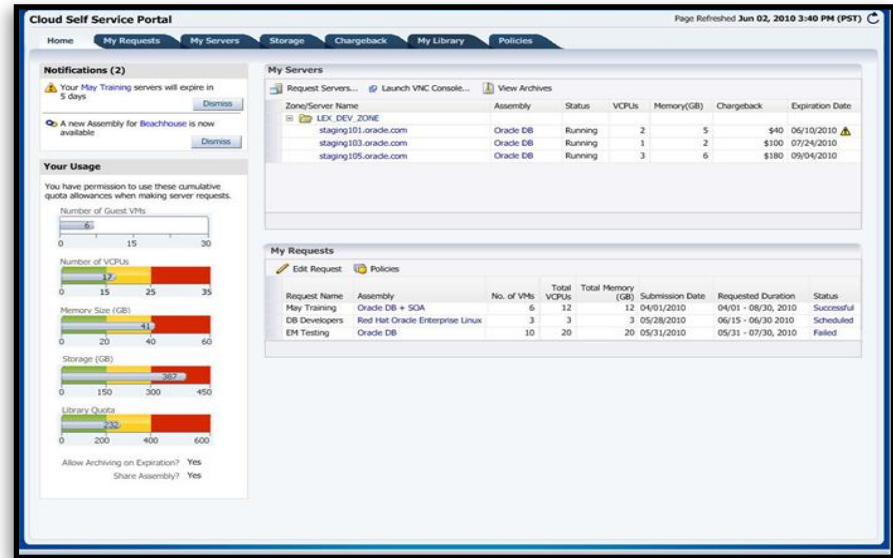 Cloud Self Service Portal
Page Refreshed Jun 02, 2010 3:40 PM (PST)
Home My Requests My Servers Storage Chargeback My Library Policies
Notifications (2)
Your May Training servers will expire in
5 days
Dismiss
A new Assembly for Beachhouse is now
available
Dismiss
Your Usage
You have permission to use these cumulative
quota allowances when making server requests.
Number of Guest VMs
6
0 15 30
Number of VCPUs
17
0 15 25 35
Memory Size (GB)
41
0 20 40 60
Storage (GB)
387
0 150 300 450
Library Quota
232
0 200 400 600
Allow Archiving on Expiration? Yes
Share Assembly? Yes
My Servers
Request Servers... Launch VNC Console... View Archives
Zone/Server Name Assembly Status VCPUs Memory(GB) Chargeback Expiration Date
LEX_DEV_ZONE
staging101.oracle.com Oracle DB Running 2 5 $40 06/10/2010
staging103.oracle.com Oracle DB Running 1 2 $100 07/24/2010
staging105.oracle.com Oracle DB Running 3 6 $180 09/04/2010
My Requests
Edit Request Policies
Request Name Assembly No. of VMs Total VCPUs Total Memory (GB) Submission Date Requested Duration Status
May Training Oracle DB + SOA 6 12 12 04/01/2010 04/01 - 08/30, 2010 Successful
DB Developers Red Hat Oracle Enterprise Linux 3 3 3 05/28/2010 06/15 - 06/30 2010 Scheduled
EM Testing Oracle DB 10 20 20 05/31/2010 05/31 - 07/30, 2010 Failed